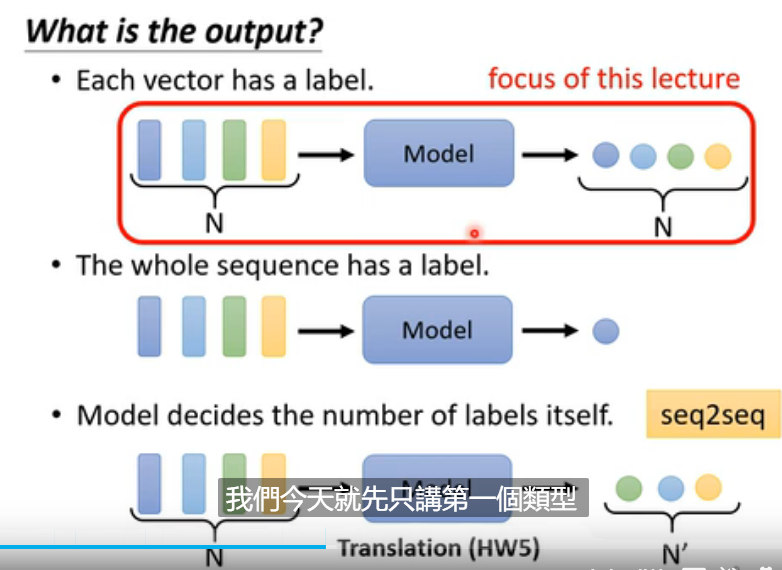 What is the output?
• Each vector has a label.
focus of this lecture
Model
N
N
• The whole sequence has a label.
Model
• Model decides the number of labels itself.
seq2seq
我們今天就先只講第一個類型
N
Translation (HW5)
N'